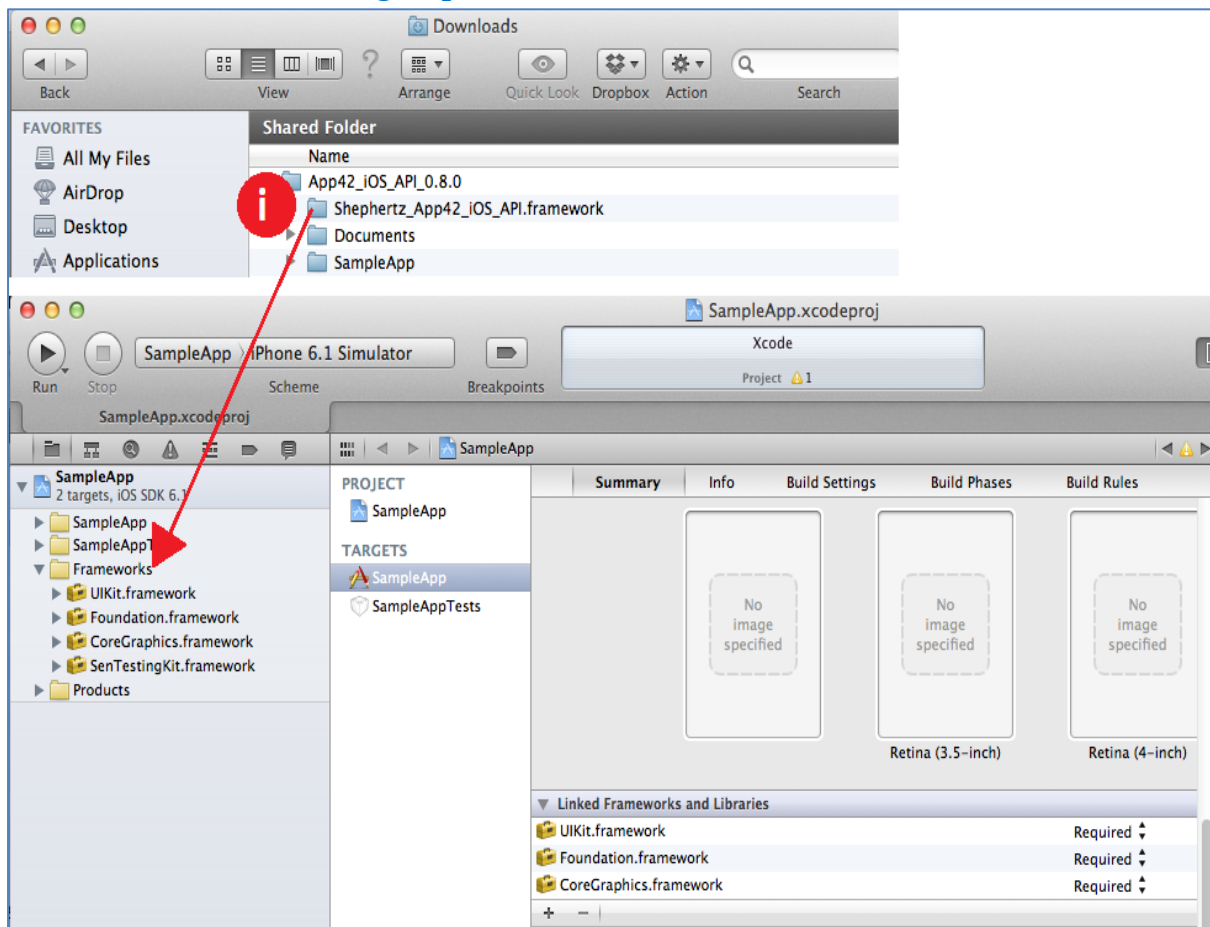 Downloads
Back
View
Arrange
Quick Look
Dropbox
Action
Search
FAVORITES
All My Files
AirDrop
Desktop
Applications
Shared Folder
Name
App42_iOS_API_0.8.0
Shephertz_App42_iOS_API.framework
Documents
SampleApp
i
SampleApp.xcodeproj
SampleApp
iPhone 6.1 Simulator
Xcode
Project 1
Run
Stop
Scheme
Breakpoints
SampleApp.xcodeproj
SampleApp
SampleApp
2 targets, iOS SDK 6.1
SampleApp
SampleAppT
Frameworks
UIKit.framework
Foundation.framework
CoreGraphics.framework
SenTestingKit.framework
Products
PROJECT
SampleApp
TARGETS
SampleApp
SampleAppTests
Summary
Info
Build Settings
Build Phases
Build Rules
No
image
specified
No
image
specified
No
image
specified
Retina (3.5-inch)
Retina (4-inch)
Linked Frameworks and Libraries
UIKit.framework
Required
Foundation.framework
Required
CoreGraphics.framework
Required